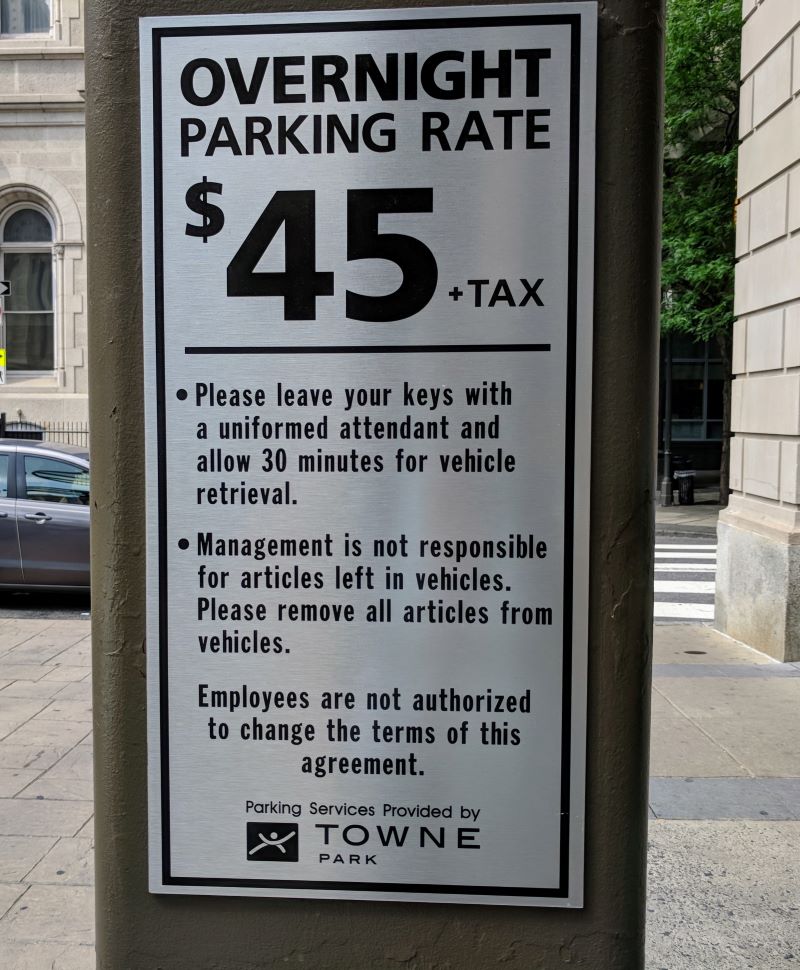 OVERNIGHT
PARKING RATE
$45 +TAX
• Please leave your keys with
a uniformed attendant and
allow 30 minutes for vehicle
retrieval.
• Management is not responsible
for articles left in vehicles.
Please remove all articles from
vehicles.
Employees are not authorized
to change the terms of this
agreement.
Parking Services Provided by
TOWNE
PARK